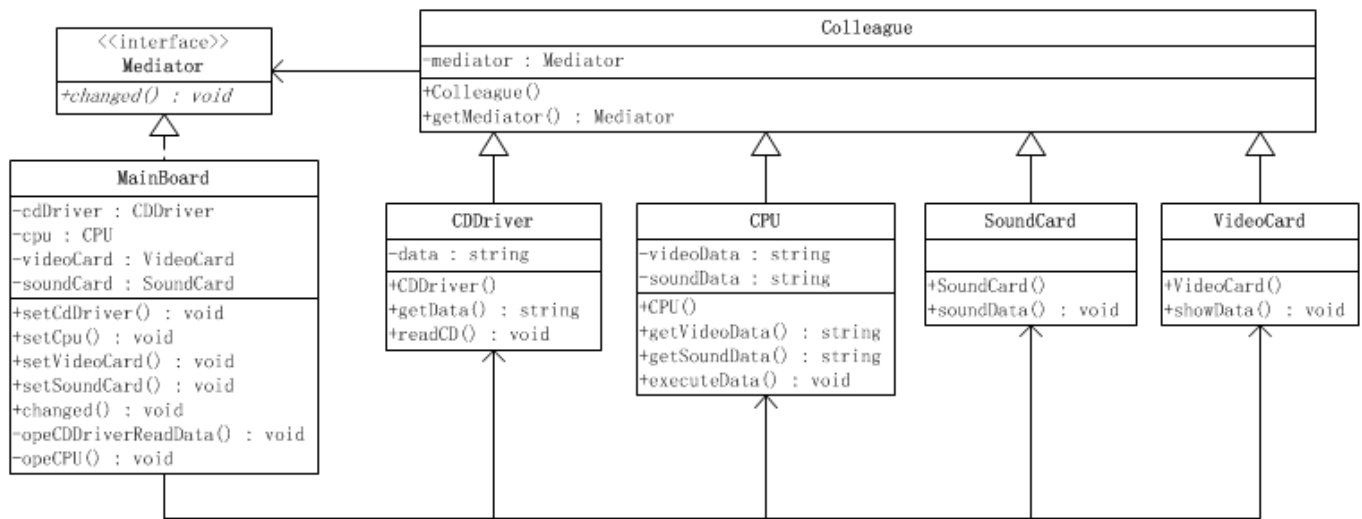 <<interface>>
Mediator
+changed() : void
Colleague
-mediator : Mediator
+Colleague()
+getMediator() : Mediator
MainBoard
-cdDriver : CDDriver
-cpu : CPU
-videoCard : VideoCard
-soundCard : SoundCard
+setCdDriver() : void
+setCpu() : void
+setVideoCard() : void
+setSoundCard() : void
+changed() : void
-opeCDDriverReadData() : void
-opeCPU() : void
CDDriver
-data : string
+CDDriver()
+getData() : string
+readCD() : void
CPU
-videoData : string
-soundData : string
+CPU()
+getVideoData() : string
+getSoundData() : string
+executeData() : void
SoundCard
+SoundCard()
+soundData() : void
VideoCard
+VideoCard()
+showData() : void